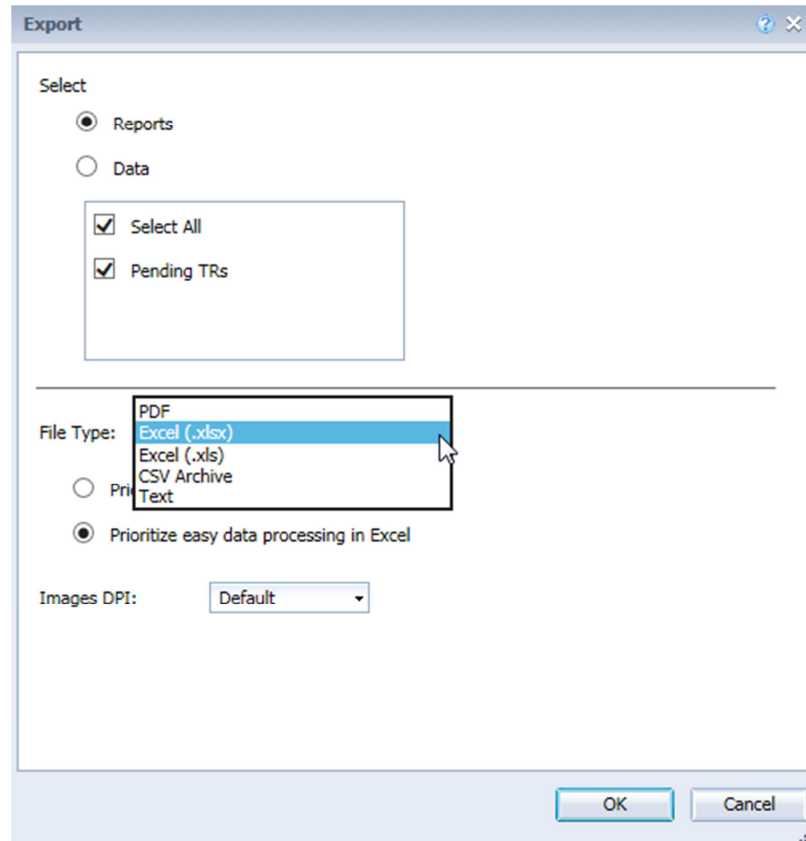 Export
Select
Reports
Data
Select All
Pending TRs
File Type:
PDF
Excel (.xlsx)
Excel (.xls)
CSV Archive
Text
Prioritize easy data processing in Excel
Images DPI:
Default
OK
Cancel